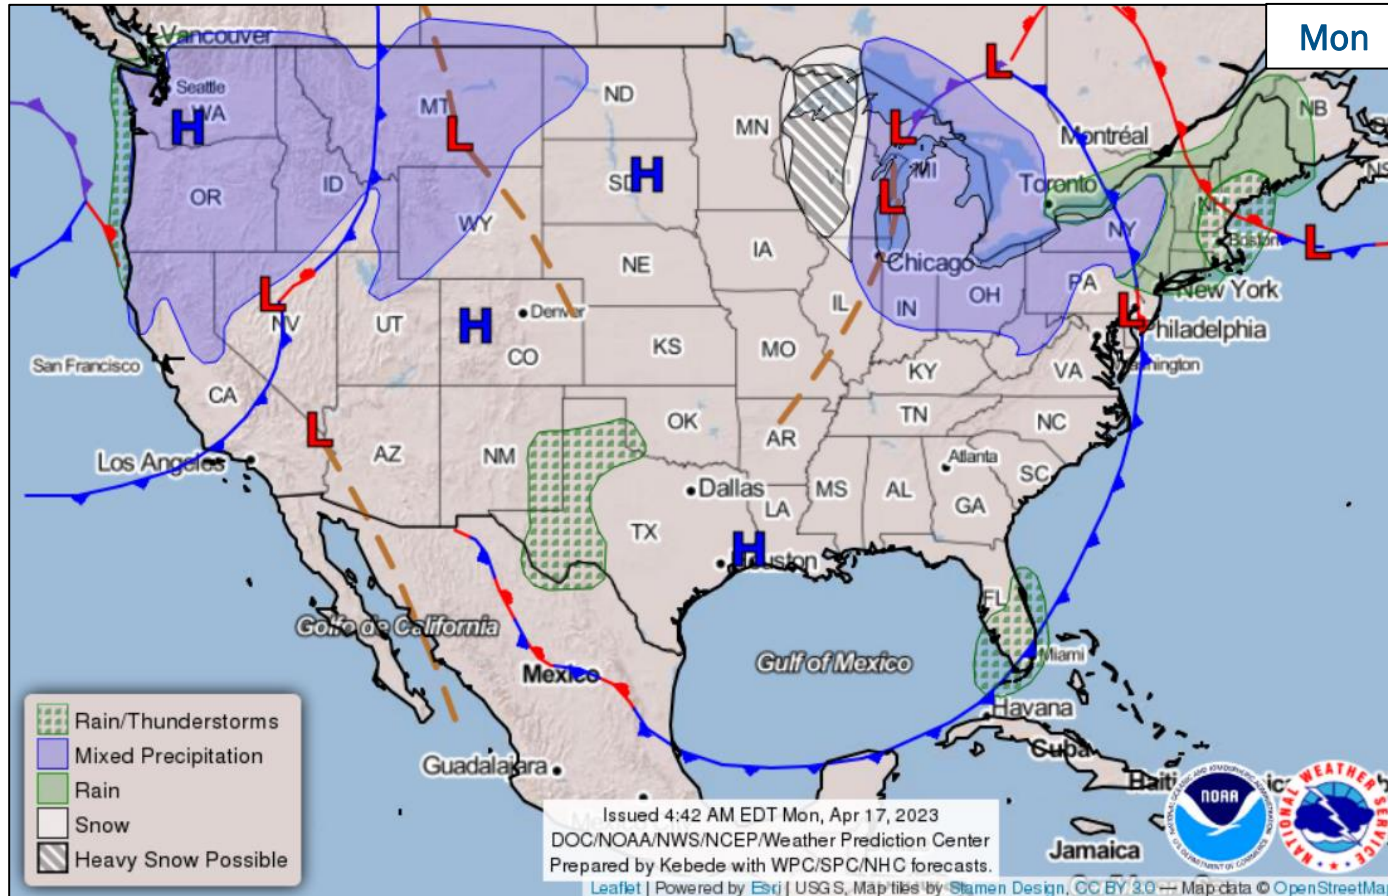 Mon
Vancouver
Seattle
WA
H
MT
L
ND
MN
L
L
Montréal
NB
OR
ID
SD
H
MI
L
Toronto
WY
NY
Boston
L
NE
IA
Chicago
L
NV
UT
Denver
H
CO
IL
IN
OH
PA
New York
L
Philadelphia
San Francisco
CA
KS
MO
KY
VA
Washington
L
Los Angeles
AZ
NM
OK
AR
TN
NC
Atlanta
SC
Dallas
LA
MS
AL
GA
TX
H
Houston
FL
Golfo de California
Mexico
Gulf of Mexico
Miami
Havana
Cuba
Guadalajara
Jamaica
Rain/Thunderstorms
Mixed Precipitation
Rain
Snow
Heavy Snow Possible
Issued 4:42 AM EDT Mon, Apr 17, 2023
DOC/NOAA/NWS/NCEP/Weather Prediction Center
Prepared by Kebede with WPC/SPC/NHC forecasts.
Leaflet | Powered by Esri | USGS, Map tiles by Stamen Design, CC BY 3.0 — Map data © OpenStreetMa
NOAA
NATIONAL WEATHER SERVICE